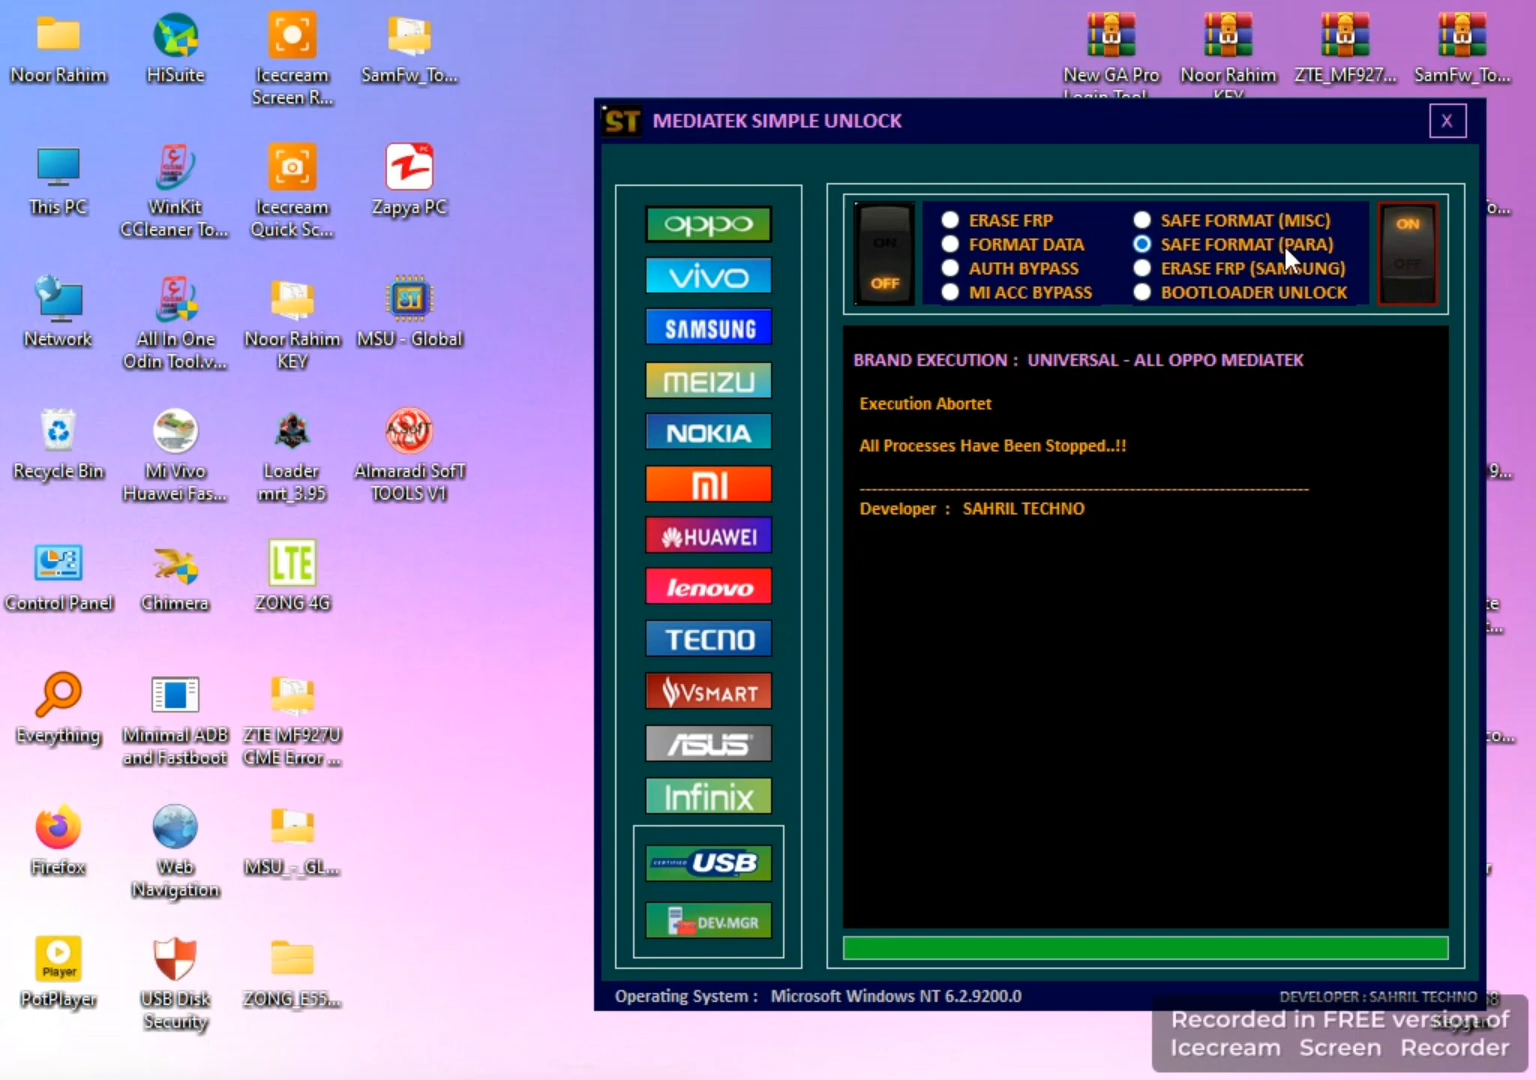 Noor Rahim
HiSuite
Icecream
Screen R...
SamFw_To...
New GA Pro
Login Tool
Noor Rahim
KEY
ZTE_MF927...
SamFw_To...
This PC
WinKit
CCleaner To...
Icecream
Quick Sc...
Zapya PC
Network
All In One
Odin Tool.v...
Noor Rahim
KEY
MSU - Global
Recycle Bin
Mi Vivo
Huawei Fas...
Loader
mrt_3.95
Almaradi SofT
TOOLS V1
Control Panel
Chimera
LTE
ZONG 4G
Everything
Minimal ADB
and Fastboot
ZTE MF927U
CME Error ...
Firefox
Web
Navigation
MSU_-_GL...
Player
PotPlayer
USB Disk
Security
ZONG_E55...
ST MEDIATEK SIMPLE UNLOCK X
oppo
vivo
SAMSUNG
MEIZU
NOKIA
MI
HUAWEI
lenovo
TECNO
VSMART
ASUS
Infinix
CERTIFIED USB
DEV-MGR
ON
OFF
ERASE FRP
FORMAT DATA
AUTH BYPASS
MI ACC BYPASS
SAFE FORMAT (MISC)
SAFE FORMAT (PARA)
ERASE FRP (SAMSUNG)
BOOTLOADER UNLOCK
ON
OFF
BRAND EXECUTION : UNIVERSAL - ALL OPPO MEDIATEK
Execution Abortet
All Processes Have Been Stopped..!!
Developer : SAHRIL TECHNO
Operating System : Microsoft Windows NT 6.2.9200.0
DEVELOPER : SAHRIL TECHNO
Recorded in FREE version of
Icecream Screen Recorder